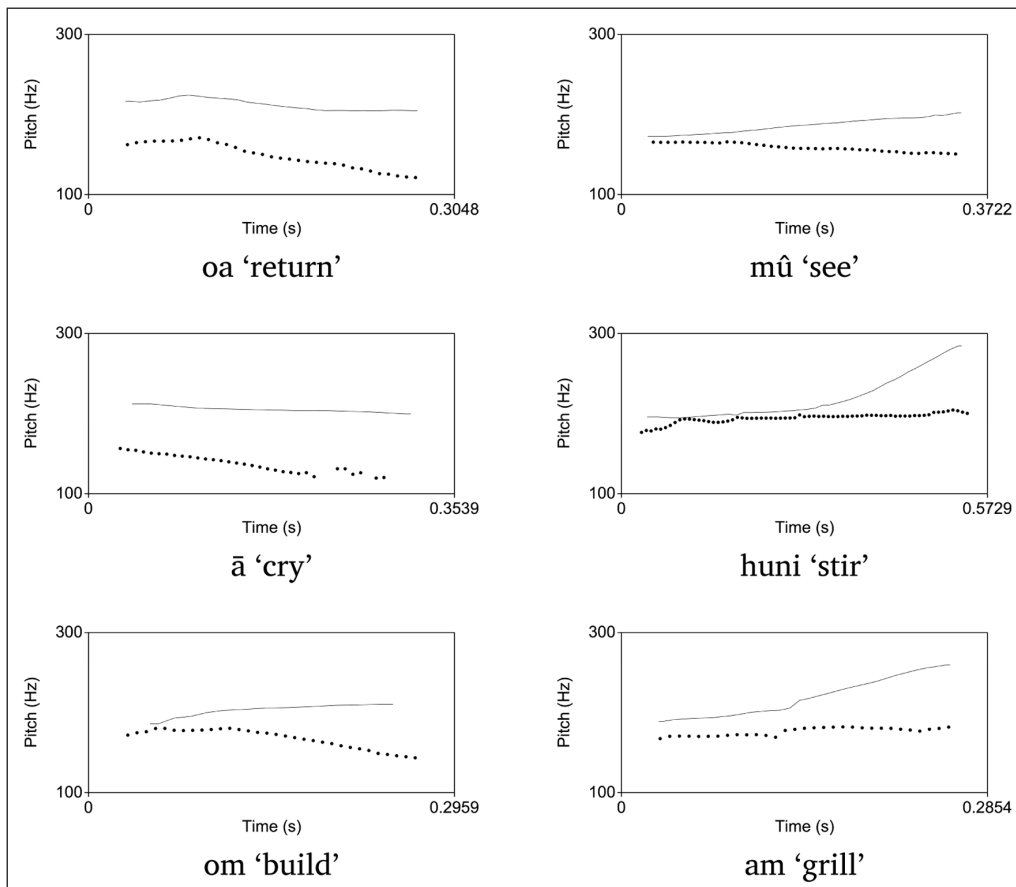 300
Pitch (Hz)
100
0
0.3048
Time (s)
oa ‘return’
300
Pitch (Hz)
100
0
0.3722
Time (s)
mû ‘see’
300
Pitch (Hz)
100
0
0.3539
Time (s)
ā ‘cry’
300
Pitch (Hz)
100
0
0.5729
Time (s)
huni ‘stir’
300
Pitch (Hz)
100
0
0.2959
Time (s)
om ‘build’
300
Pitch (Hz)
100
0
0.2854
Time (s)
am ‘grill’